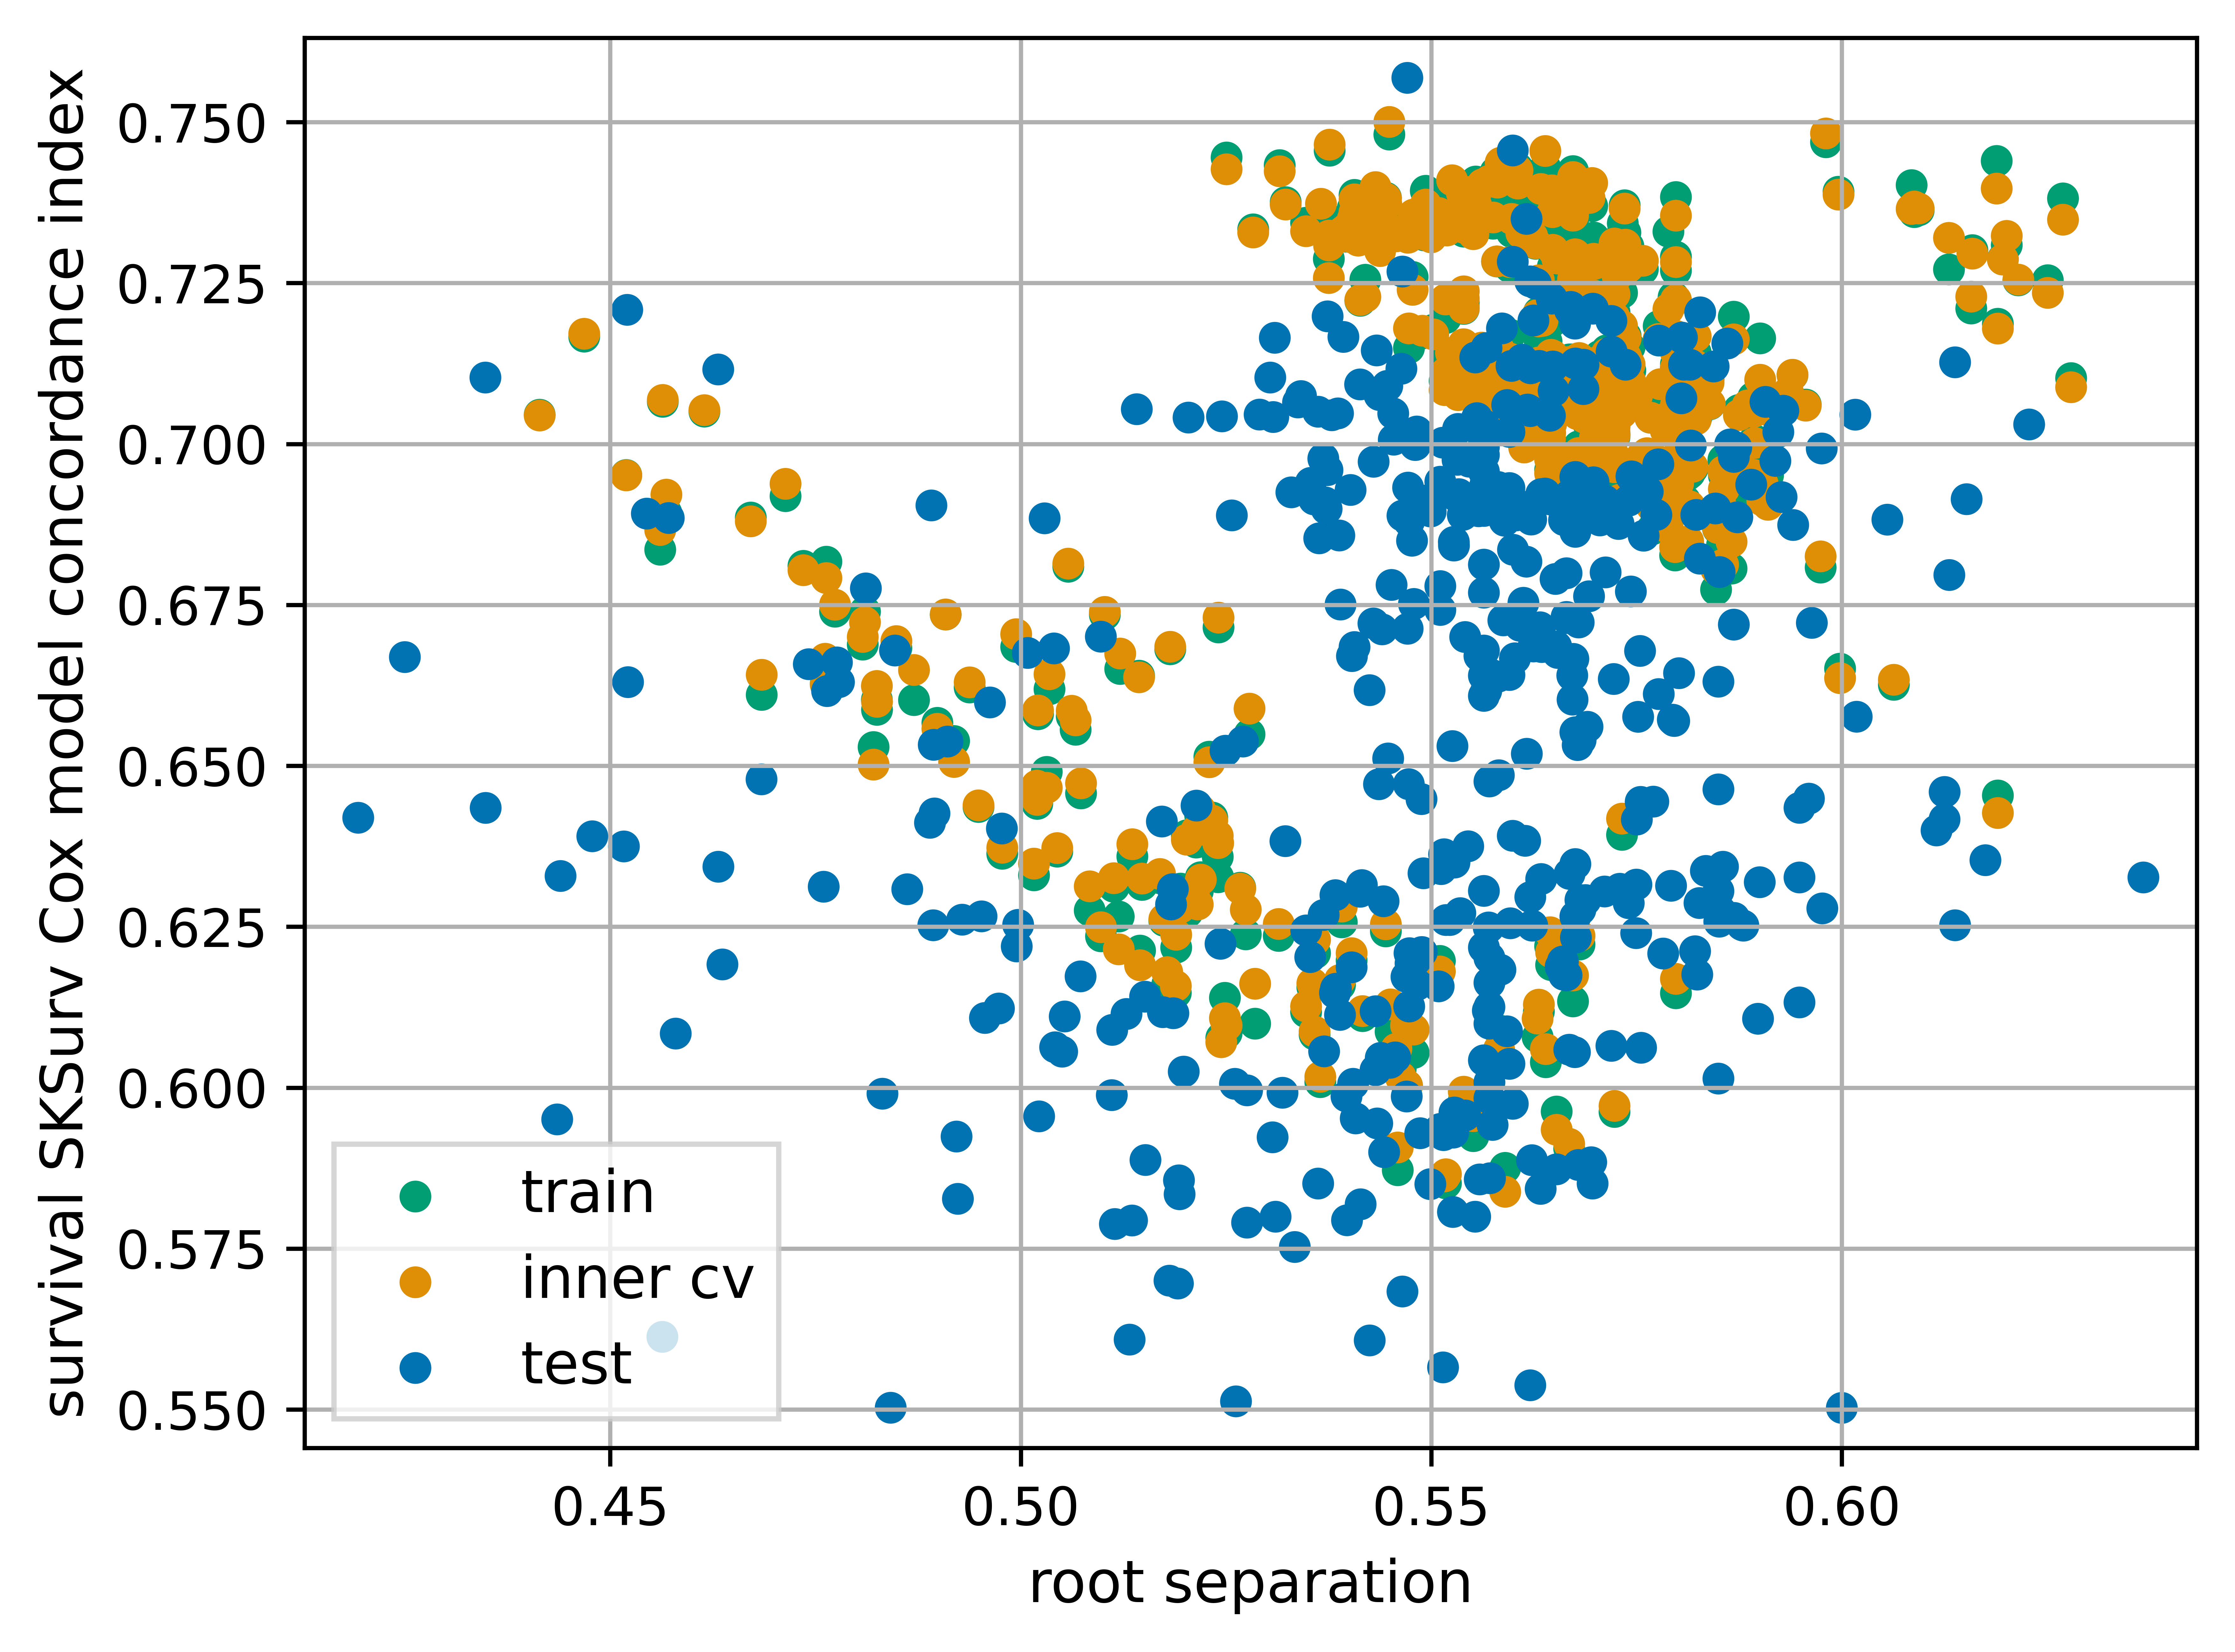 survival SKSurv Cox model concordance index
0.750
0.725
0.700
0.675
0.650
0.625
0.600
0.575
0.550
train
inner cv
test
0.45 0.50 0.55 0.60
root separation